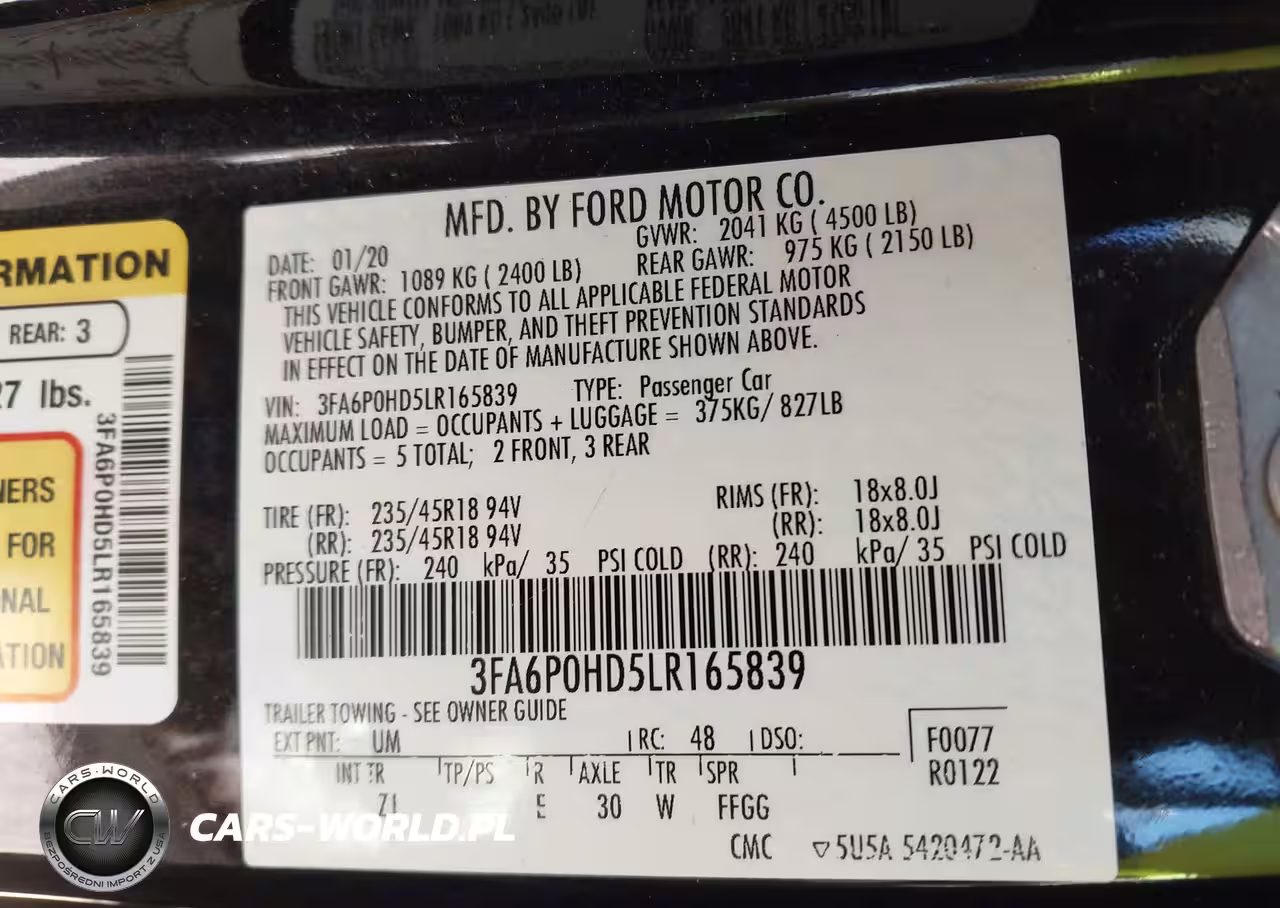 MFD. BY FORD MOTOR CO.
DATE: 01/20 GVWR: 2041 KG ( 4500 LB)
FRONT GAWR: 1089 KG ( 2400 LB) REAR GAWR: 975 KG ( 2150 LB)
THIS VEHICLE CONFORMS TO ALL APPLICABLE FEDERAL MOTOR
VEHICLE SAFETY, BUMPER, AND THEFT PREVENTION STANDARDS
IN EFFECT ON THE DATE OF MANUFACTURE SHOWN ABOVE.
VIN: 3FA6P0HD5LR165839 TYPE: Passenger Car
MAXIMUM LOAD = OCCUPANTS + LUGGAGE = 375KG/ 827LB
OCCUPANTS = 5 TOTAL; 2 FRONT, 3 REAR
TIRE (FR): 235/45R18 94V RIMS (FR): 18x8.0J
(RR): 235/45R18 94V (RR): 18x8.0J
PRESSURE (FR): 240 kPa/ 35 PSI COLD (RR): 240 kPa/ 35 PSI COLD
3FA6P0HD5LR165839
TRAILER TOWING - SEE OWNER GUIDE
EXT PNT: UM RC: 48 DSO: F0077
INT TR TP/PS R AXLE TR SPR R0122
ZI E 30 W FFGG
CMC ▽5U5A 5420472-AA
RMATION
REAR: 3
27 lbs.
3FA6P0HD5LR165839
NERS
FOR
NAL
ATION
CARS-WORLD
CW
BEZPOŚREDNI IMPORT Z USA
CARS-WORLD.PL